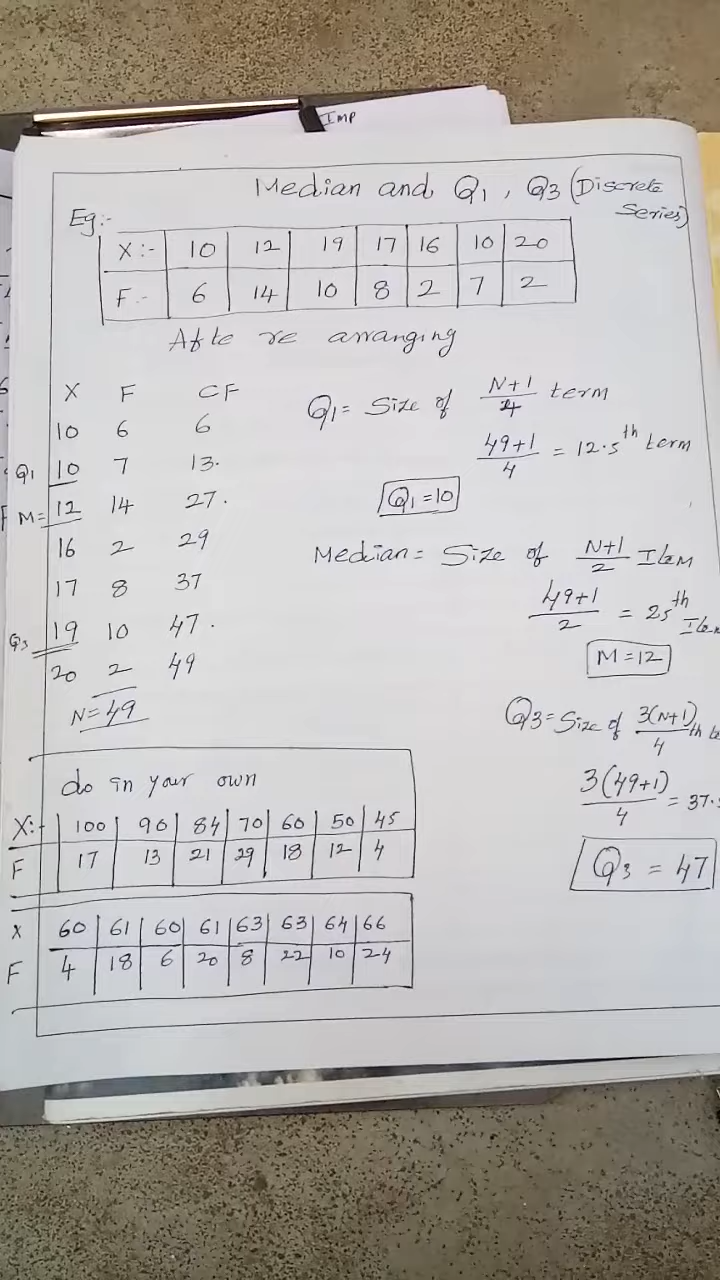 IMP
Median and Q1, Q3 (Discrete Series)
Eg:-
X:- 10 12 19 17 16 10 20
F- 6 14 10 8 2 7 2
Afte re arranging
X F CF
10 6 6
Q1 10 7 13.
M= 12 14 27.
16 2 29
17 8 37
Q3 19 10 47.
20 2 49
N=49
Q1= Size of N+1/4 term
49+1/4 = 12.5th term
Q1=10
Median= Size of N+1/2 Item
49+1/2 = 25th Item
M=12
Q3=Size of 3(N+1)/4 th
3(49+1)/4 = 37.
Q3 = 47
do in your own
X:- 100 90 84 70 60 50 45
F 17 13 21 29 18 12 4
X 60 61 60 61 63 63 64 66
F 4 18 6 20 8 22 10 24